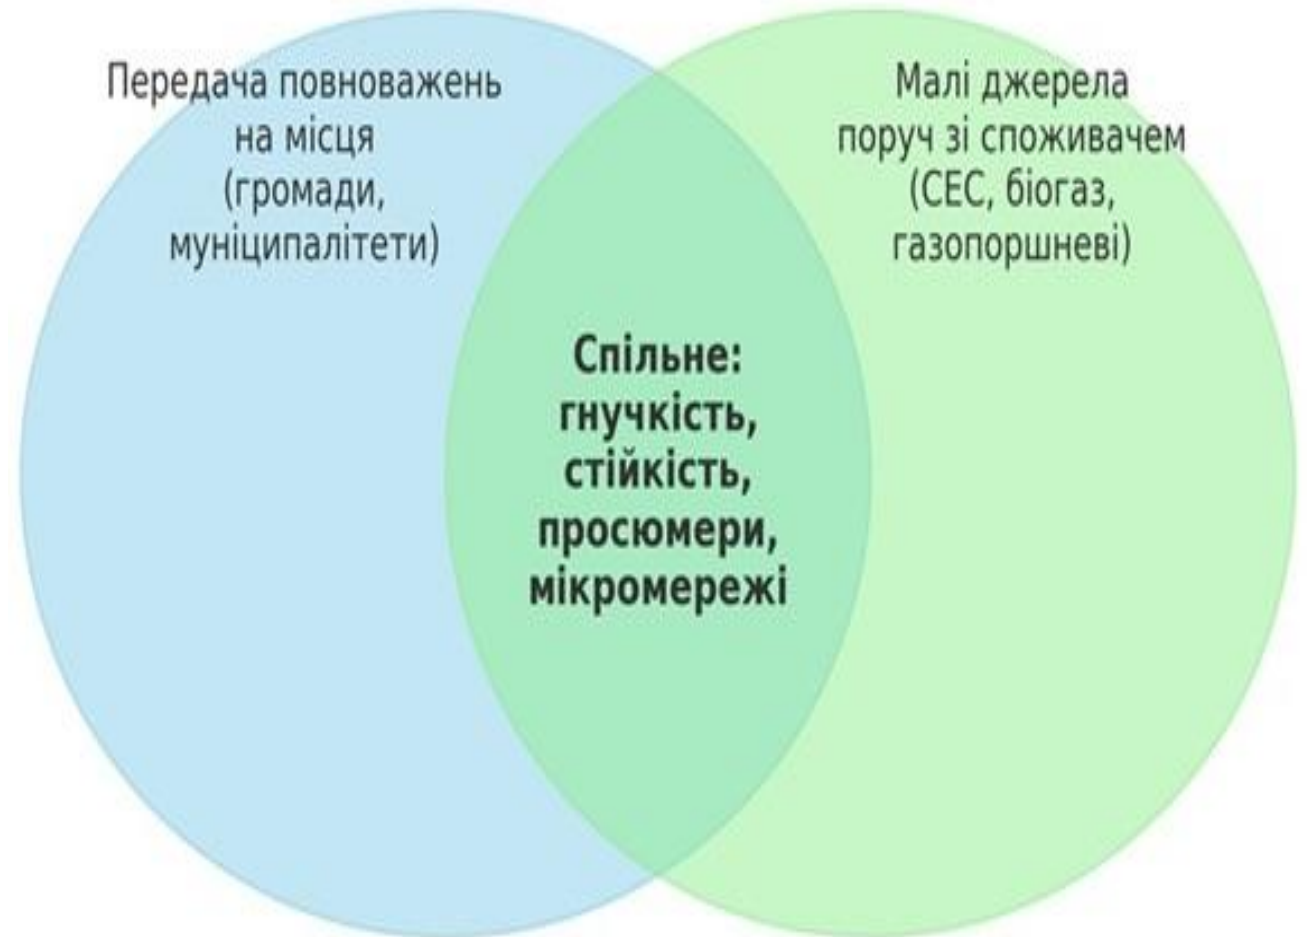 Передача повноважень
на місця
(громади,
муніципалітети)
Малі джерела
поруч зі споживачем
(СЕС, біогаз,
газопоршневі)
Спільне:
гнучкість,
стійкість,
просюмери,
мікромережі